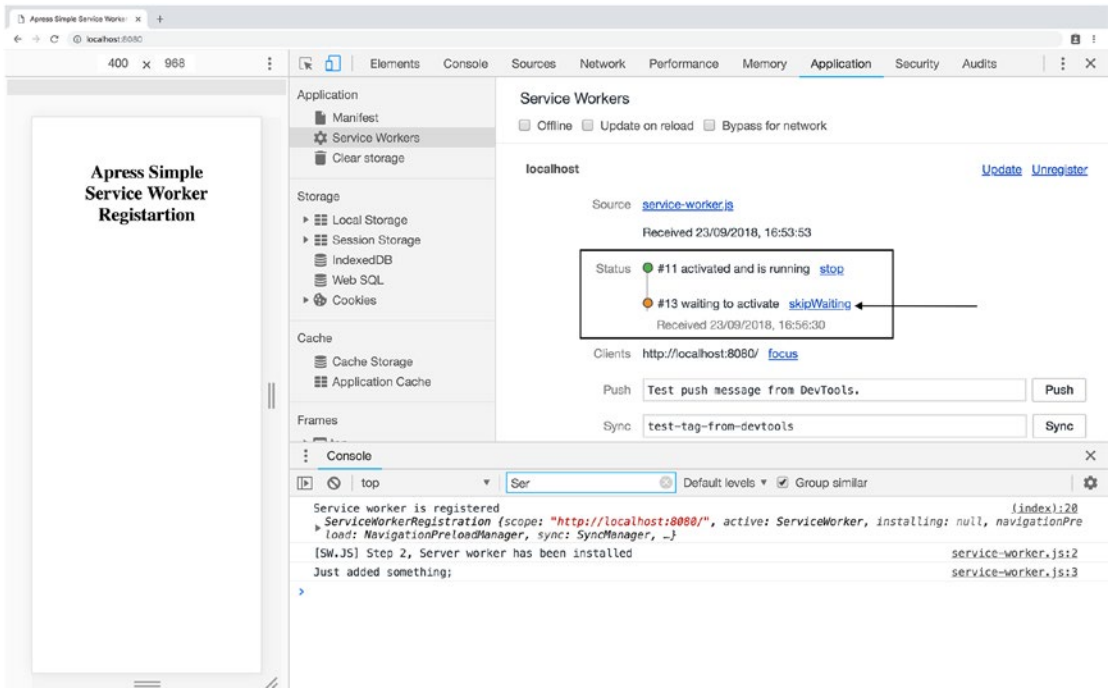 Apress Simple Service Worker
localhost:8080
400 x 968
Elements Console Sources Network Performance Memory Application Security Audits
Apress Simple
Service Worker
Registartion
Application
Manifest
Service Workers
Clear storage
Storage
Local Storage
Session Storage
IndexedDB
Web SQL
Cookies
Cache
Cache Storage
Application Cache
Frames
Service Workers
Offline Update on reload Bypass for network
localhost Update Unregister
Source service-worker.js
Received 23/09/2018, 16:53:53
Status #11 activated and is running stop
#13 waiting to activate skipWaiting
Received 23/09/2018, 16:56:30
Clients http://localhost:8080/ focus
Push Test push message from DevTools. Push
Sync test-tag-from-devtools Sync
Console
top Ser Default levels Group similar
Service worker is registered (index):20
ServiceWorkerRegistration {scope: "http://localhost:8080/", active: ServiceWorker, installing: null, navigationPre
load: NavigationPreloadManager, sync: SyncManager, …}
[SW.JS] Step 2, Server worker has been installed service-worker.js:2
Just added something; service-worker.js:3